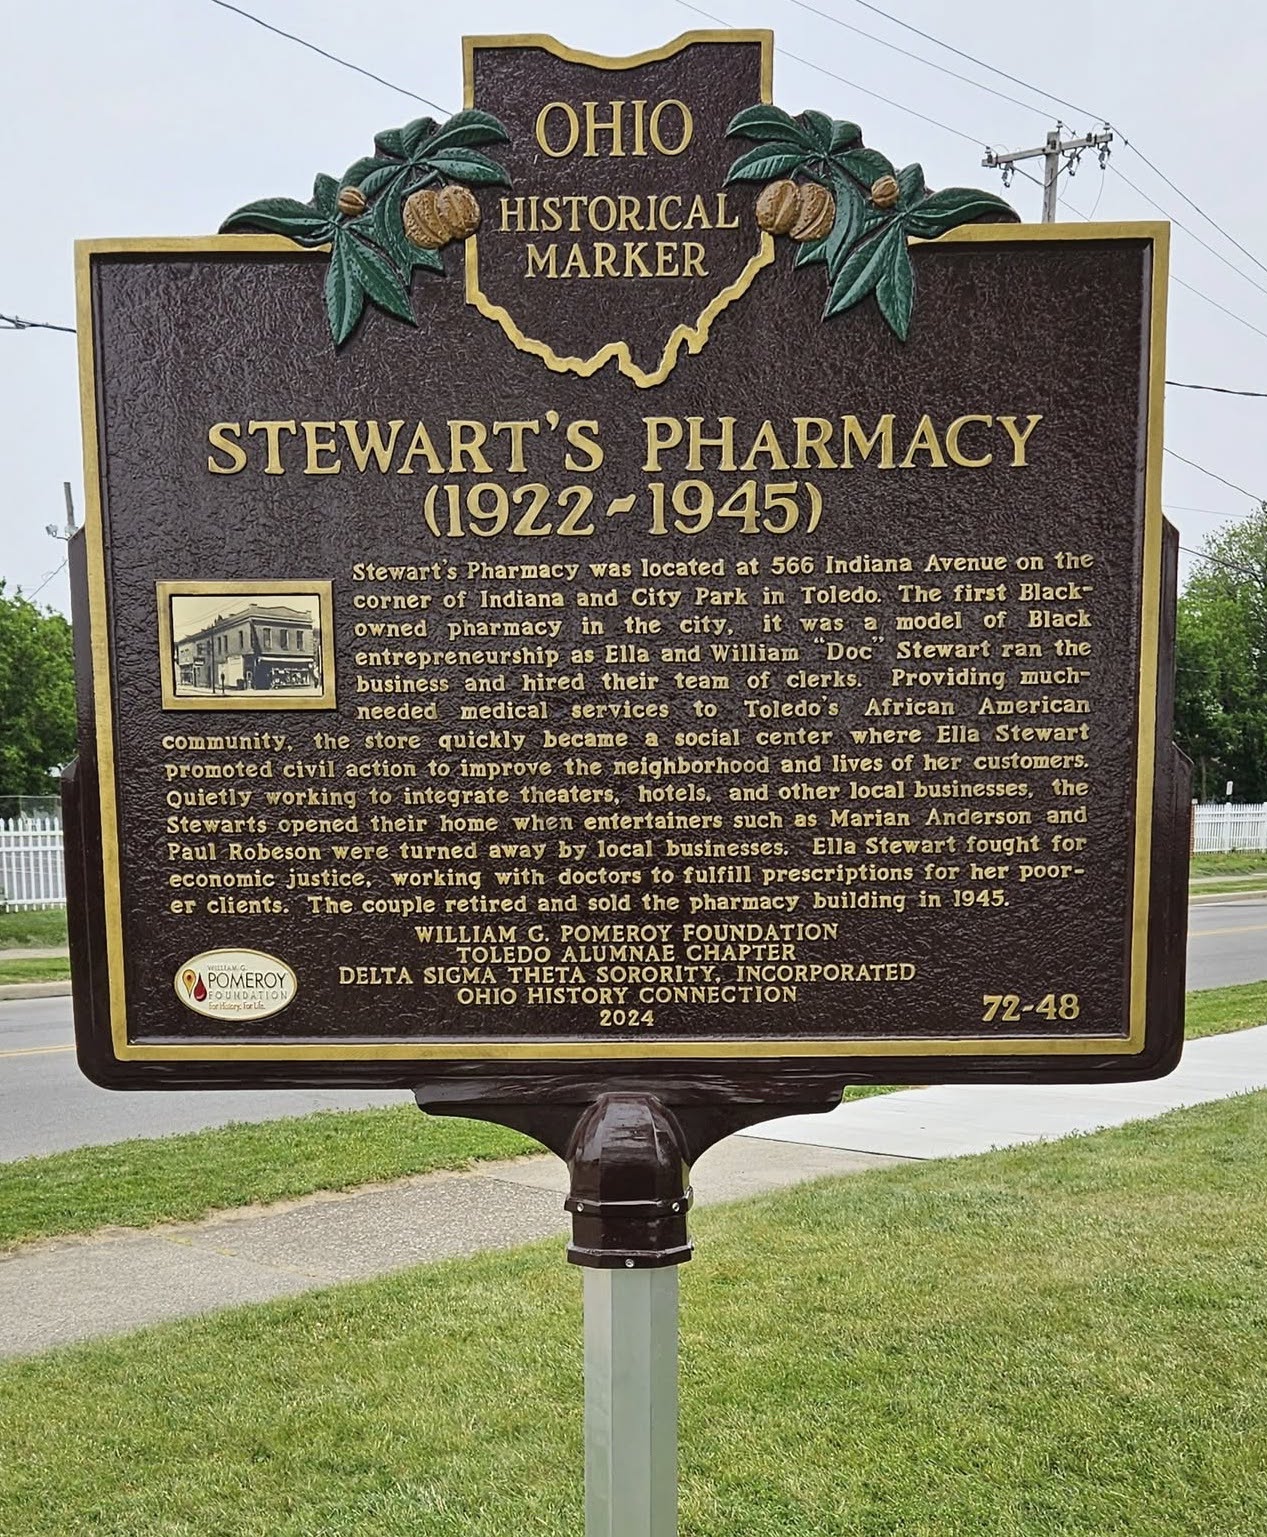 OHIO
HISTORICAL
MARKER
STEWART'S PHARMACY
(1922-1945)
Stewart's Pharmacy was located at 566 Indiana Avenue on the
corner of Indiana and City Park in Toledo. The first Black-
owned pharmacy in the city, it was a model of Black
entrepreneurship as Ella and William "Doc" Stewart ran the
business and hired their team of clerks. Providing much-
needed medical services to Toledo's African American
community, the store quickly became a social center where Ella Stewart
promoted civil action to improve the neighborhood and lives of her customers.
Quietly working to integrate theaters, hotels, and other local businesses, the
Stewarts opened their home when entertainers such as Marian Anderson and
Paul Robeson were turned away by local businesses. Ella Stewart fought for
economic justice, working with doctors to fulfill prescriptions for her poor-
er clients. The couple retired and sold the pharmacy building in 1945.
WILLIAM G. POMEROY FOUNDATION
TOLEDO ALUMNAE CHAPTER
DELTA SIGMA THETA SORORITY, INCORPORATED
OHIO HISTORY CONNECTION
2024
72-48
WILLIAM G.
POMEROY
FOUNDATION
For History. For Life.